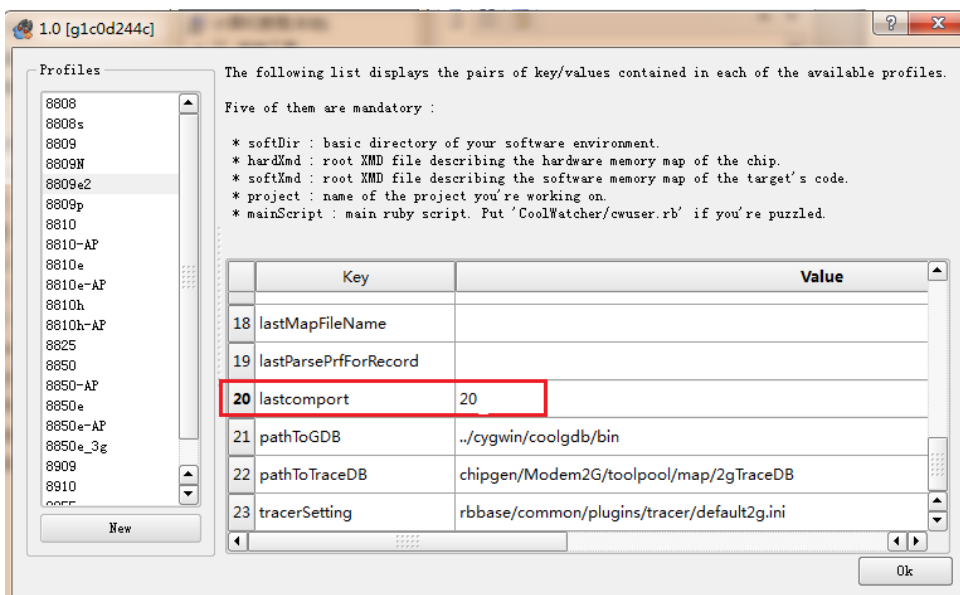 1.0 [g1c0d244c]
Profiles
8808
8808s
8809
8809N
8809e2
8809p
8810
8810-AP
8810e
8810e-AP
8810h
8810h-AP
8825
8850
8850-AP
8850e
8850e-AP
8850e_3g
8909
8910
New
The following list displays the pairs of key/values contained in each of the available profiles.
Five of them are mandatory :
* softDir : basic directory of your software environment.
* hardXmd : root XMD file describing the hardware memory map of the chip.
* softXmd : root XMD file describing the software memory map of the target's code.
* project : name of the project you're working on.
* mainScript : main ruby script. Put 'CoolWatcher/cwuser.rb' if you're puzzled.
Key Value
18 lastMapFileName
19 lastParsePrfForRecord
20 lastcomport 20
21 pathToGDB ../cygwin/coolgdb/bin
22 pathToTraceDB chipgen/Modem2G/toolpool/map/2gTraceDB
23 tracerSetting rbbase/common/plugins/tracer/default2g.ini
Ok